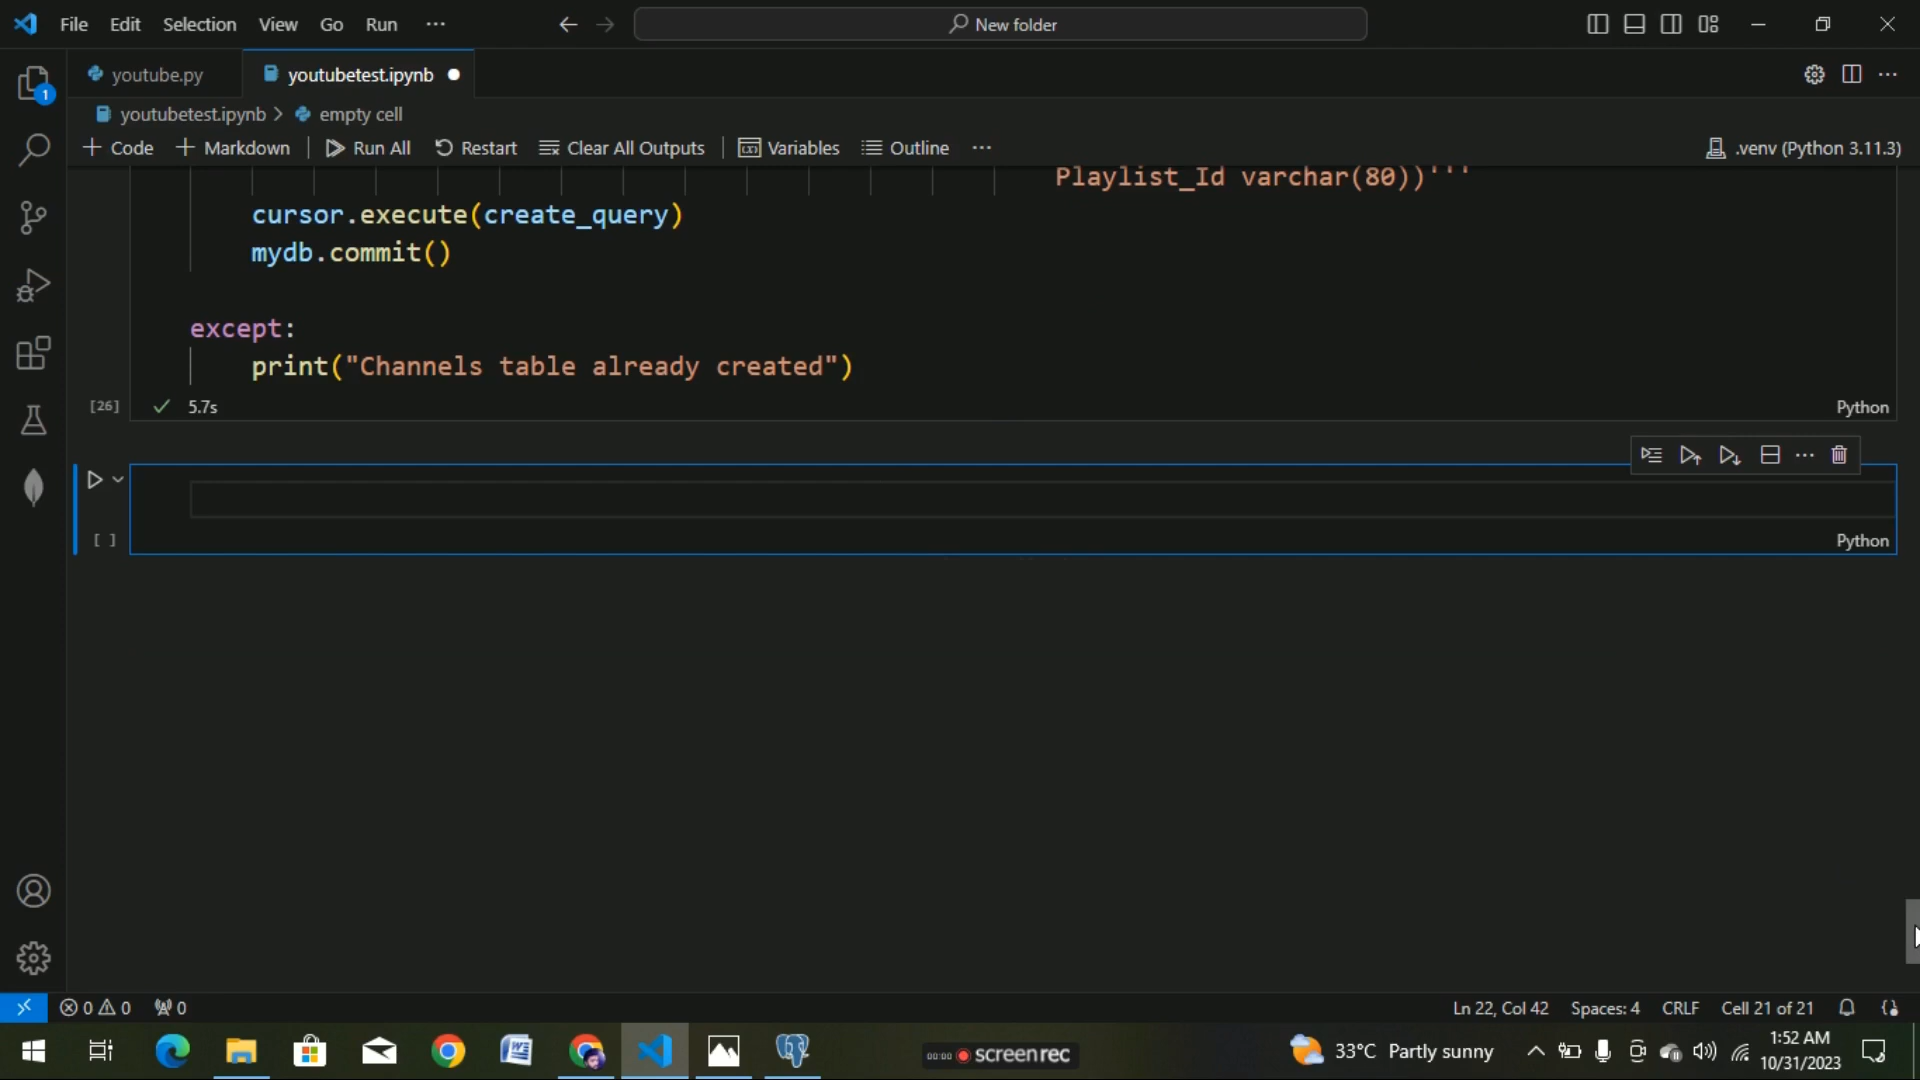 File Edit Selection View Go Run ···
New folder
youtube.py
youtubetest.ipynb
1
youtubetest.ipynb > empty cell
+ Code + Markdown Run All Restart Clear All Outputs Variables Outline ···
.venv (Python 3.11.3)
Playlist_Id varchar(80))'''
cursor.execute(create_query)
mydb.commit()
except:
print("Channels table already created")
[26] 5.7s Python
[ ] Python
0 0 0
Ln 22, Col 42 Spaces: 4 CRLF Cell 21 of 21
00:00 screenrec
33°C Partly sunny
1:52 AM
10/31/2023